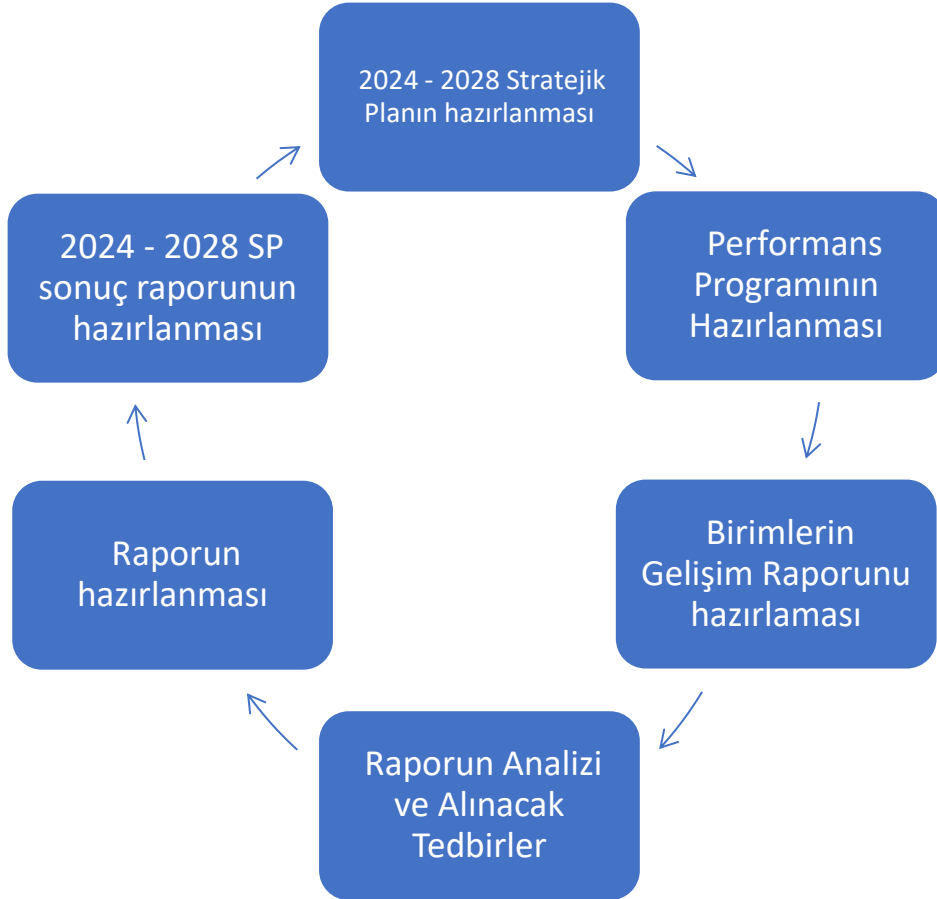 2024 - 2028 Stratejik
Planın hazırlanması
Performans
Programının
Hazırlanması
Birimlerin
Gelişim Raporunu
hazırlaması
Raporun Analizi
ve Alınacak
Tedbirler
Raporun
hazırlanması
2024 - 2028 SP
sonuç raporunun
hazırlanması